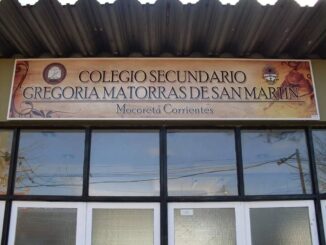 COLEGIO SECUNDARIO
GREGORIA MATORRAS DE SAN MARTIN
Mocoretá Corrientes